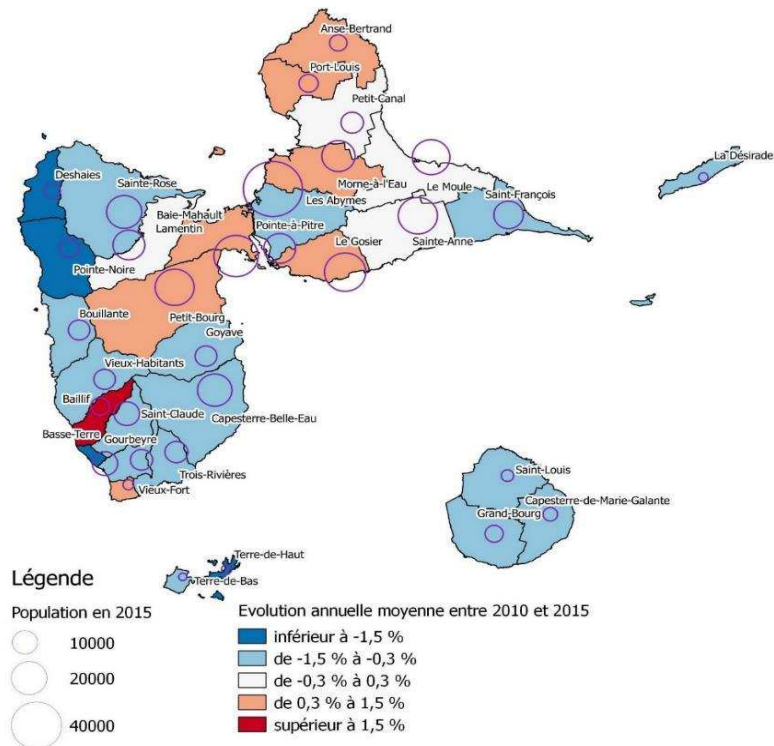 Anse-Bertrand
Port-Louis
Petit-Canal
La Désirade
Deshaies
Sainte-Rose
Morne-à-l'Eau
Le Moule
Saint-François
Les Abymes
Baie-Mahault
Lamentin
Pointe-à-Pitre
Le Gosier
Sainte-Anne
Pointe-Noire
Bouillante
Petit-Bourg
Goyave
Vieux-Habitants
Baillif
Saint-Claude
Capesterre-Belle-Eau
Basse-Terre
Gourbeyre
Trois-Rivières
Vieux-Fort
Saint-Louis
Capesterre-de-Marie-Galante
Grand-Bourg
Terre-de-Haut
Terre-de-Bas
Légende
Population en 2015
10000
20000
40000
Evolution annuelle moyenne entre 2010 et 2015
inférieur à -1,5 %
de -1,5 % à -0,3 %
de -0,3 % à 0,3 %
de 0,3 % à 1,5 %
supérieur à 1,5 %